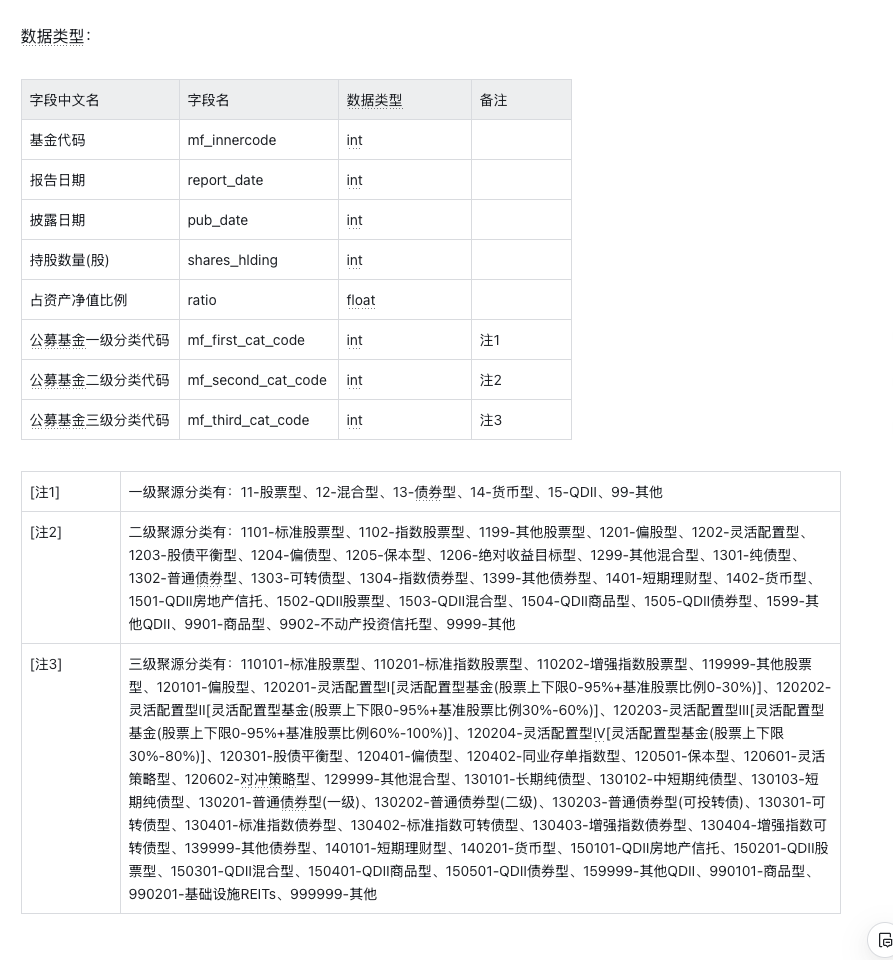 数据类型：
字段中文名 字段名 数据类型 备注
基金代码 mf_innercode int
报告日期 report_date int
披露日期 pub_date int
持股数量(股) shares_hlding int
占资产净值比例 ratio float
公募基金一级分类代码 mf_first_cat_code int 注1
公募基金二级分类代码 mf_second_cat_code int 注2
公募基金三级分类代码 mf_third_cat_code int 注3
[注1] 一级聚源分类有：11-股票型、12-混合型、13-债券型、14-货币型、15-QDII、99-其他
[注2] 二级聚源分类有：1101-标准股票型、1102-指数股票型、1199-其他股票型、1201-偏股型、1202-灵活配置型、
1203-股债平衡型、1204-偏债型、1205-保本型、1206-绝对收益目标型、1299-其他混合型、1301-纯债型、
1302-普通债券型、1303-可转债型、1304-指数债券型、1399-其他债券型、1401-短期理财型、1402-货币型、
1501-QDII房地产信托、1502-QDII股票型、1503-QDII混合型、1504-QDII商品型、1505-QDII债券型、1599-其
他QDII、9901-商品型、9902-不动产投资信托型、9999-其他
[注3] 三级聚源分类有：110101-标准股票型、110201-标准指数股票型、110202-增强指数股票型、119999-其他股票
型、120101-偏股型、120201-灵活配置型I[灵活配置型基金(股票上下限0-95%+基准股票比例0-30%)]、120202-
灵活配置型II[灵活配置型基金(股票上下限0-95%+基准股票比例30%-60%)]、120203-灵活配置型III[灵活配置型
基金(股票上下限0-95%+基准股票比例60%-100%)]、120204-灵活配置型IV[灵活配置型基金(股票上下限
30%-80%)]、120301-股债平衡型、120401-偏债型、120402-同业存单指数型、120501-保本型、120601-灵活
策略型、120602-对冲策略型、129999-其他混合型、130101-长期纯债型、130102-中短期纯债型、130103-短
期纯债型、130201-普通债券型(一级)、130202-普通债券型(二级)、130203-普通债券型(可投转债)、130301-可
转债型、130401-标准指数债券型、130402-标准指数可转债型、130403-增强指数债券型、130404-增强指数可
转债型、139999-其他债券型、140101-短期理财型、140201-货币型、150101-QDII房地产信托、150201-QDII股
票型、150301-QDII混合型、150401-QDII商品型、150501-QDII债券型、159999-其他QDII、990101-商品型、
990201-基础设施REITs、999999-其他